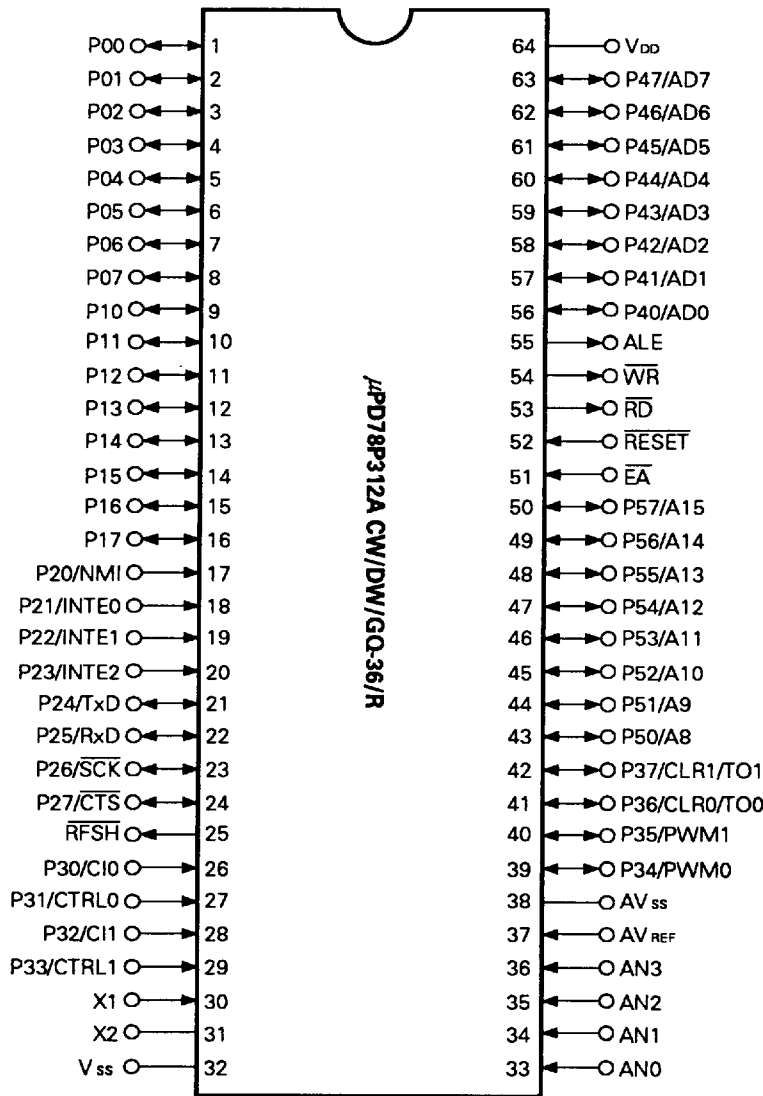 P00 1
P01 2
P02 3
P03 4
P04 5
P05 6
P06 7
P07 8
P10 9
P11 10
P12 11
P13 12
P14 13
P15 14
P16 15
P17 16
P20/NMI 17
P21/INTE0 18
P22/INTE1 19
P23/INTE2 20
P24/TxD 21
P25/RxD 22
P26/S̅C̅K̅ 23
P27/C̅T̅S̅ 24
R̅F̅S̅H̅ 25
P30/CI0 26
P31/CTRL0 27
P32/CI1 28
P33/CTRL1 29
X1 30
X2 31
Vss 32
μPD78P312A CW/DW/GQ-36/R
64 VDD
63 P47/AD7
62 P46/AD6
61 P45/AD5
60 P44/AD4
59 P43/AD3
58 P42/AD2
57 P41/AD1
56 P40/AD0
55 ALE
54 W̅R̅
53 R̅D̅
52 R̅E̅S̅E̅T̅
51 E̅A̅
50 P57/A15
49 P56/A14
48 P55/A13
47 P54/A12
46 P53/A11
45 P52/A10
44 P51/A9
43 P50/A8
42 P37/CLR1/TO1
41 P36/CLR0/TO0
40 P35/PWM1
39 P34/PWM0
38 AVss
37 AVREF
36 AN3
35 AN2
34 AN1
33 AN0